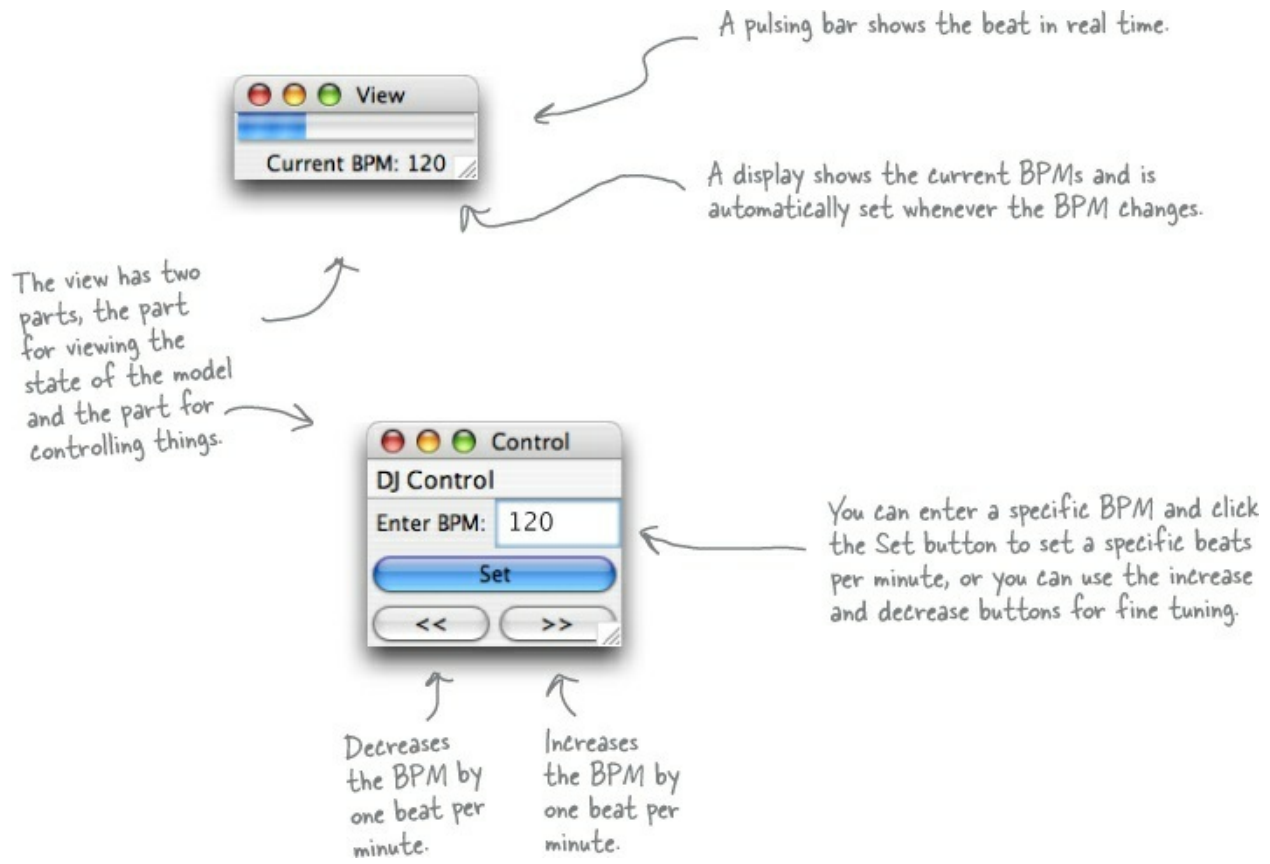 A pulsing bar shows the beat in real time.
View
Current BPM: 120
A display shows the current BPMs and is
automatically set whenever the BPM changes.
The view has two
parts, the part
for viewing the
state of the model
and the part for
controlling things.
Control
DJ Control
Enter BPM: 120
Set
<< >>
You can enter a specific BPM and click
the Set button to set a specific beats
per minute, or you can use the increase
and decrease buttons for fine tuning.
Decreases
the BPM by
one beat per
minute.
Increases
the BPM by
one beat per
minute.